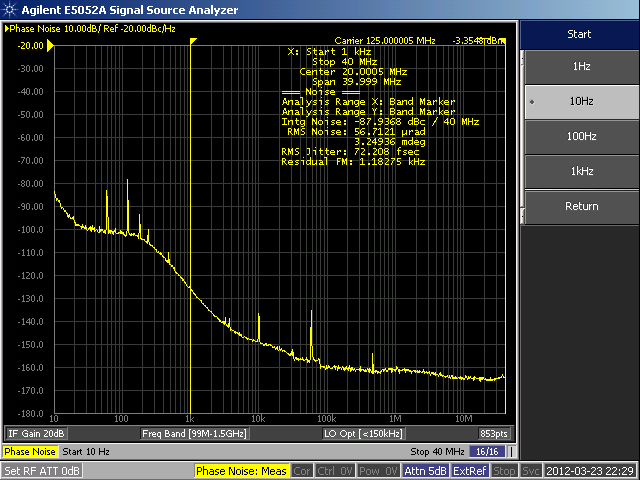 Agilent E5052A Signal Source Analyzer
Phase Noise 10.00dB/ Ref -20.00dBc/Hz
Carrier 125.000005 MHz -3.3548 dBm
X: Start 1 kHz
Stop 40 MHz
Center 20.0005 MHz
Span 39.999 MHz
=== Noise ===
Analysis Range X: Band Marker
Analysis Range Y: Band Marker
Intg Noise: -87.9368 dBc / 40 MHz
RMS Noise: 56.7121 µrad
3.24936 mdeg
RMS Jitter: 72.208 fsec
Residual FM: 1.18275 kHz
-20.00
-30.00
-40.00
-50.00
-60.00
-70.00
-80.00
-90.00
-100.0
-110.0
-120.0
-130.0
-140.0
-150.0
-160.0
-170.0
-180.0
10 100 1k 10k 100k 1M 10M
IF Gain 20dB Freq Band [99M-1.5GHz] LO Opt [<150kHz] 853pts
Phase Noise Start 10 Hz Stop 40 MHz 16/16
Set RF ATT 0dB Phase Noise: Meas Cor Ctrl 0V Pow 0V Attn 5dB ExtRef Stop Svc 2012-03-23 22:29
Start
1Hz
10Hz
100Hz
1kHz
Return